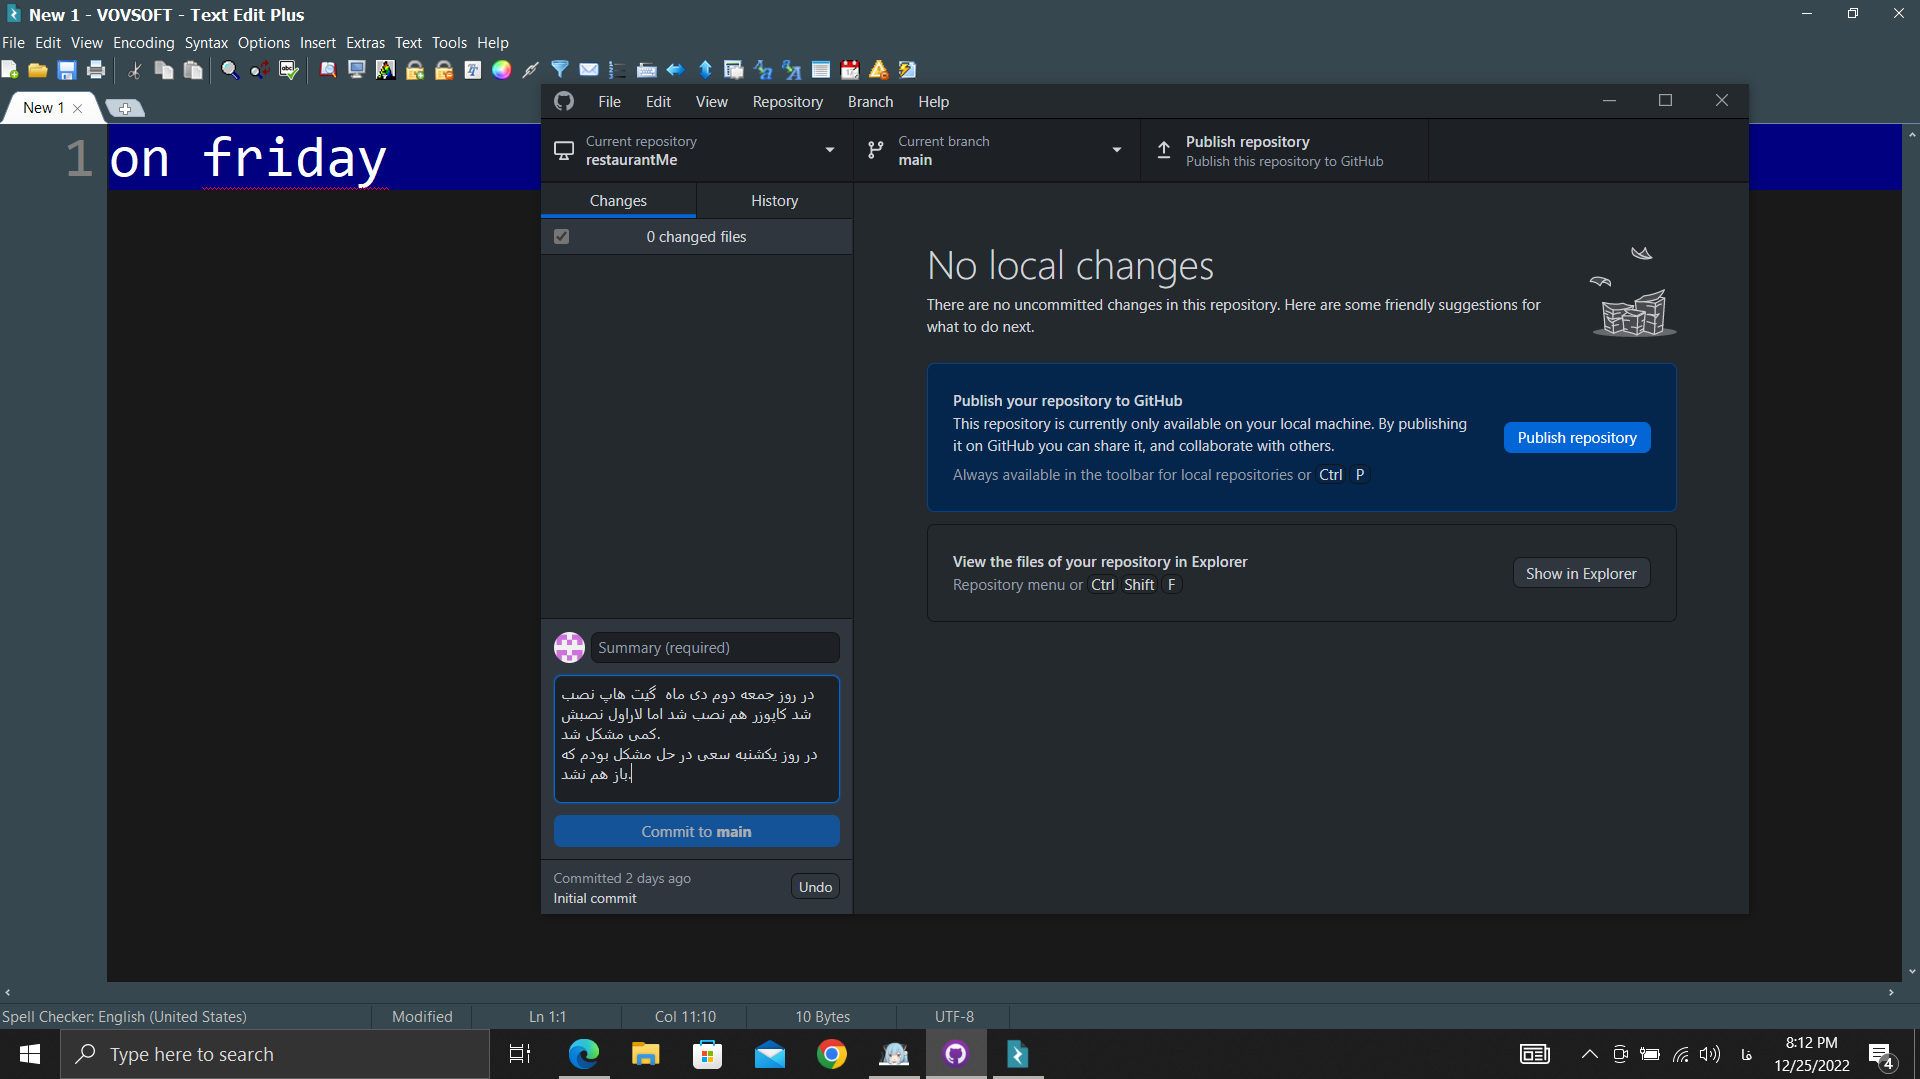 New 1 - VOVSOFT - Text Edit Plus
File Edit View Encoding Syntax Options Insert Extras Text Tools Help
New 1
1 on friday
File Edit View Repository Branch Help
Current repository
restaurantMe
Current branch
main
Publish repository
Publish this repository to GitHub
Changes History
0 changed files
No local changes
There are no uncommitted changes in this repository. Here are some friendly suggestions for
what to do next.
Publish your repository to GitHub
This repository is currently only available on your local machine. By publishing
it on GitHub you can share it, and collaborate with others.
Always available in the toolbar for local repositories or Ctrl P
Publish repository
View the files of your repository in Explorer
Repository menu or Ctrl Shift F
Show in Explorer
Summary (required)
در روز جمعه دوم دی ماه  گیت هاپ نصب
شد کاپوزر هم نصب شد اما لاراول نصبش
کمی مشکل شد.
در روز یکشنبه سعی در حل مشکل بودم که
باز هم نشد.
Commit to main
Committed 2 days ago
Initial commit
Undo
Spell Checker: English (United States) Modified Ln 1:1 Col 11:10 10 Bytes UTF-8
Type here to search
فا
8:12 PM
12/25/2022
4